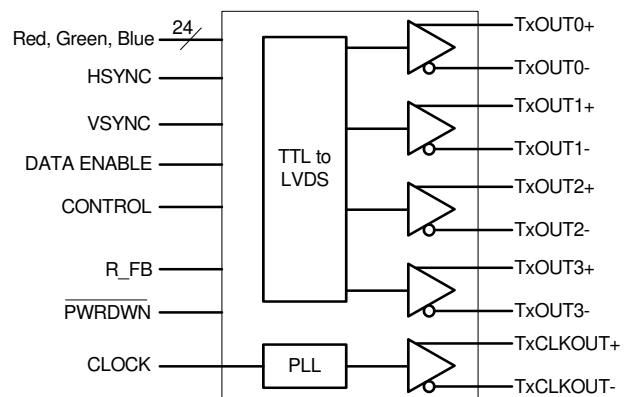 Red, Green, Blue
24
HSYNC
VSYNC
DATA ENABLE
CONTROL
R_FB
PWRDWN
CLOCK
TTL to
LVDS
PLL
TxOUT0+
TxOUT0-
TxOUT1+
TxOUT1-
TxOUT2+
TxOUT2-
TxOUT3+
TxOUT3-
TxCLKOUT+
TxCLKOUT-